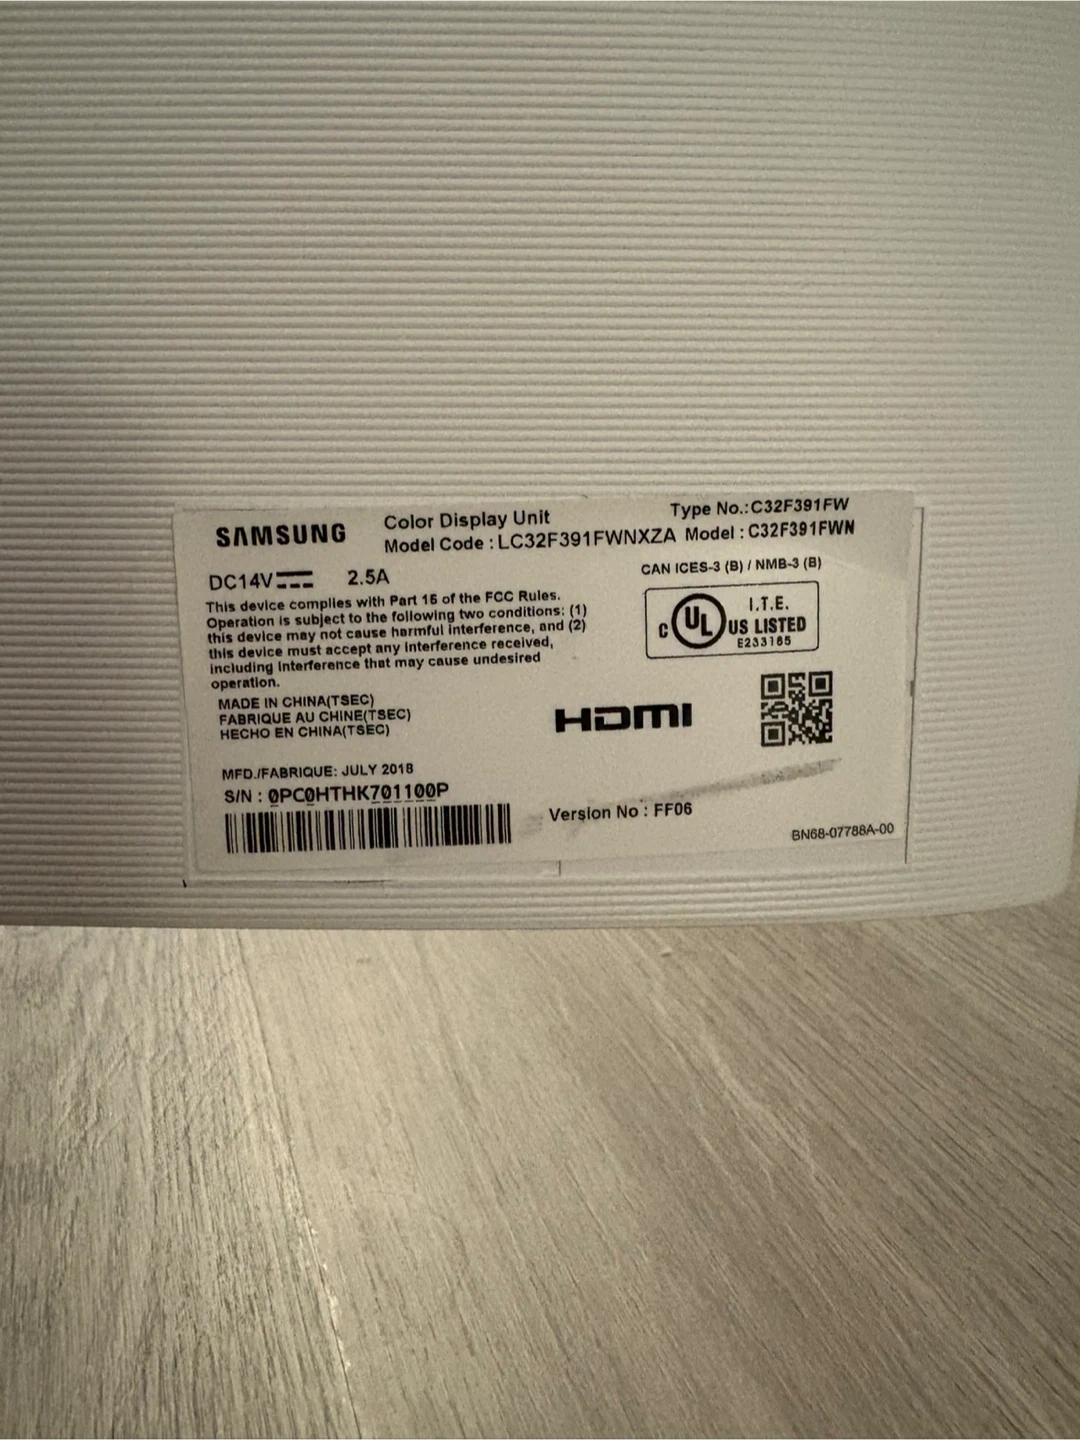 SAMSUNG
Color Display Unit
Type No.:C32F391FW
Model Code : LC32F391FWNXZA Model : C32F391FWN
DC14V 2.5A
CAN ICES-3 (B) / NMB-3 (B)
This device complies with Part 15 of the FCC Rules.
Operation is subject to the following two conditions: (1)
this device may not cause harmful interference, and (2)
this device must accept any interference received,
including interference that may cause undesired
operation.
C UL US LISTED
I.T.E.
E233165
MADE IN CHINA(TSEC)
FABRIQUE AU CHINE(TSEC)
HECHO EN CHINA(TSEC)
HDMI
MFD./FABRIQUE: JULY 2018
S/N : 0PC0HTHK701100P
Version No : FF06
BN68-07788A-00